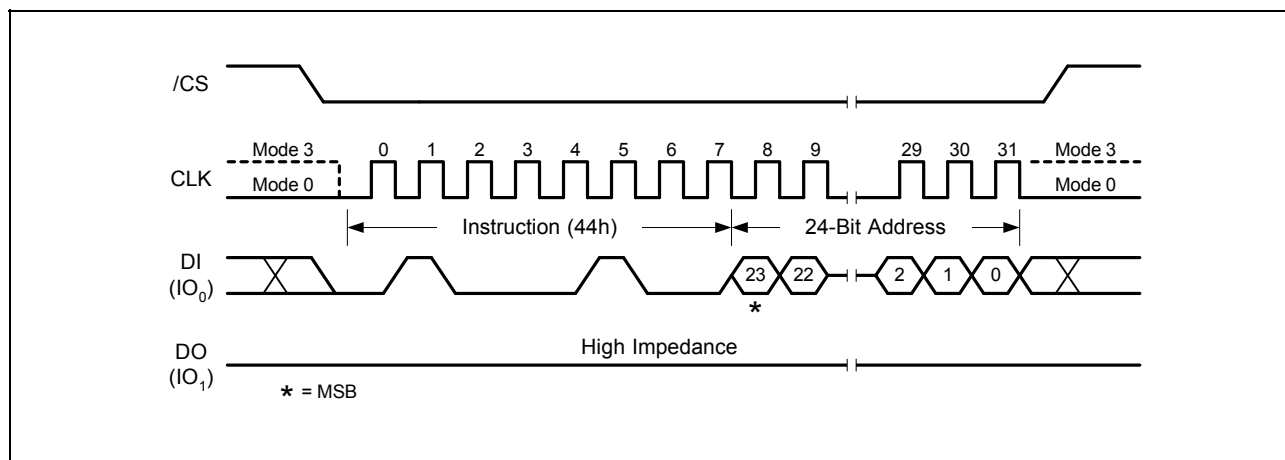 /CS
Mode 3 0 1 2 3 4 5 6 7 8 9 29 30 31 Mode 3
CLK
Mode 0 Mode 0
Instruction (44h) 24-Bit Address
DI
(IO₀)
23 22 2 1 0
*
High Impedance
DO
(IO₁)
* = MSB